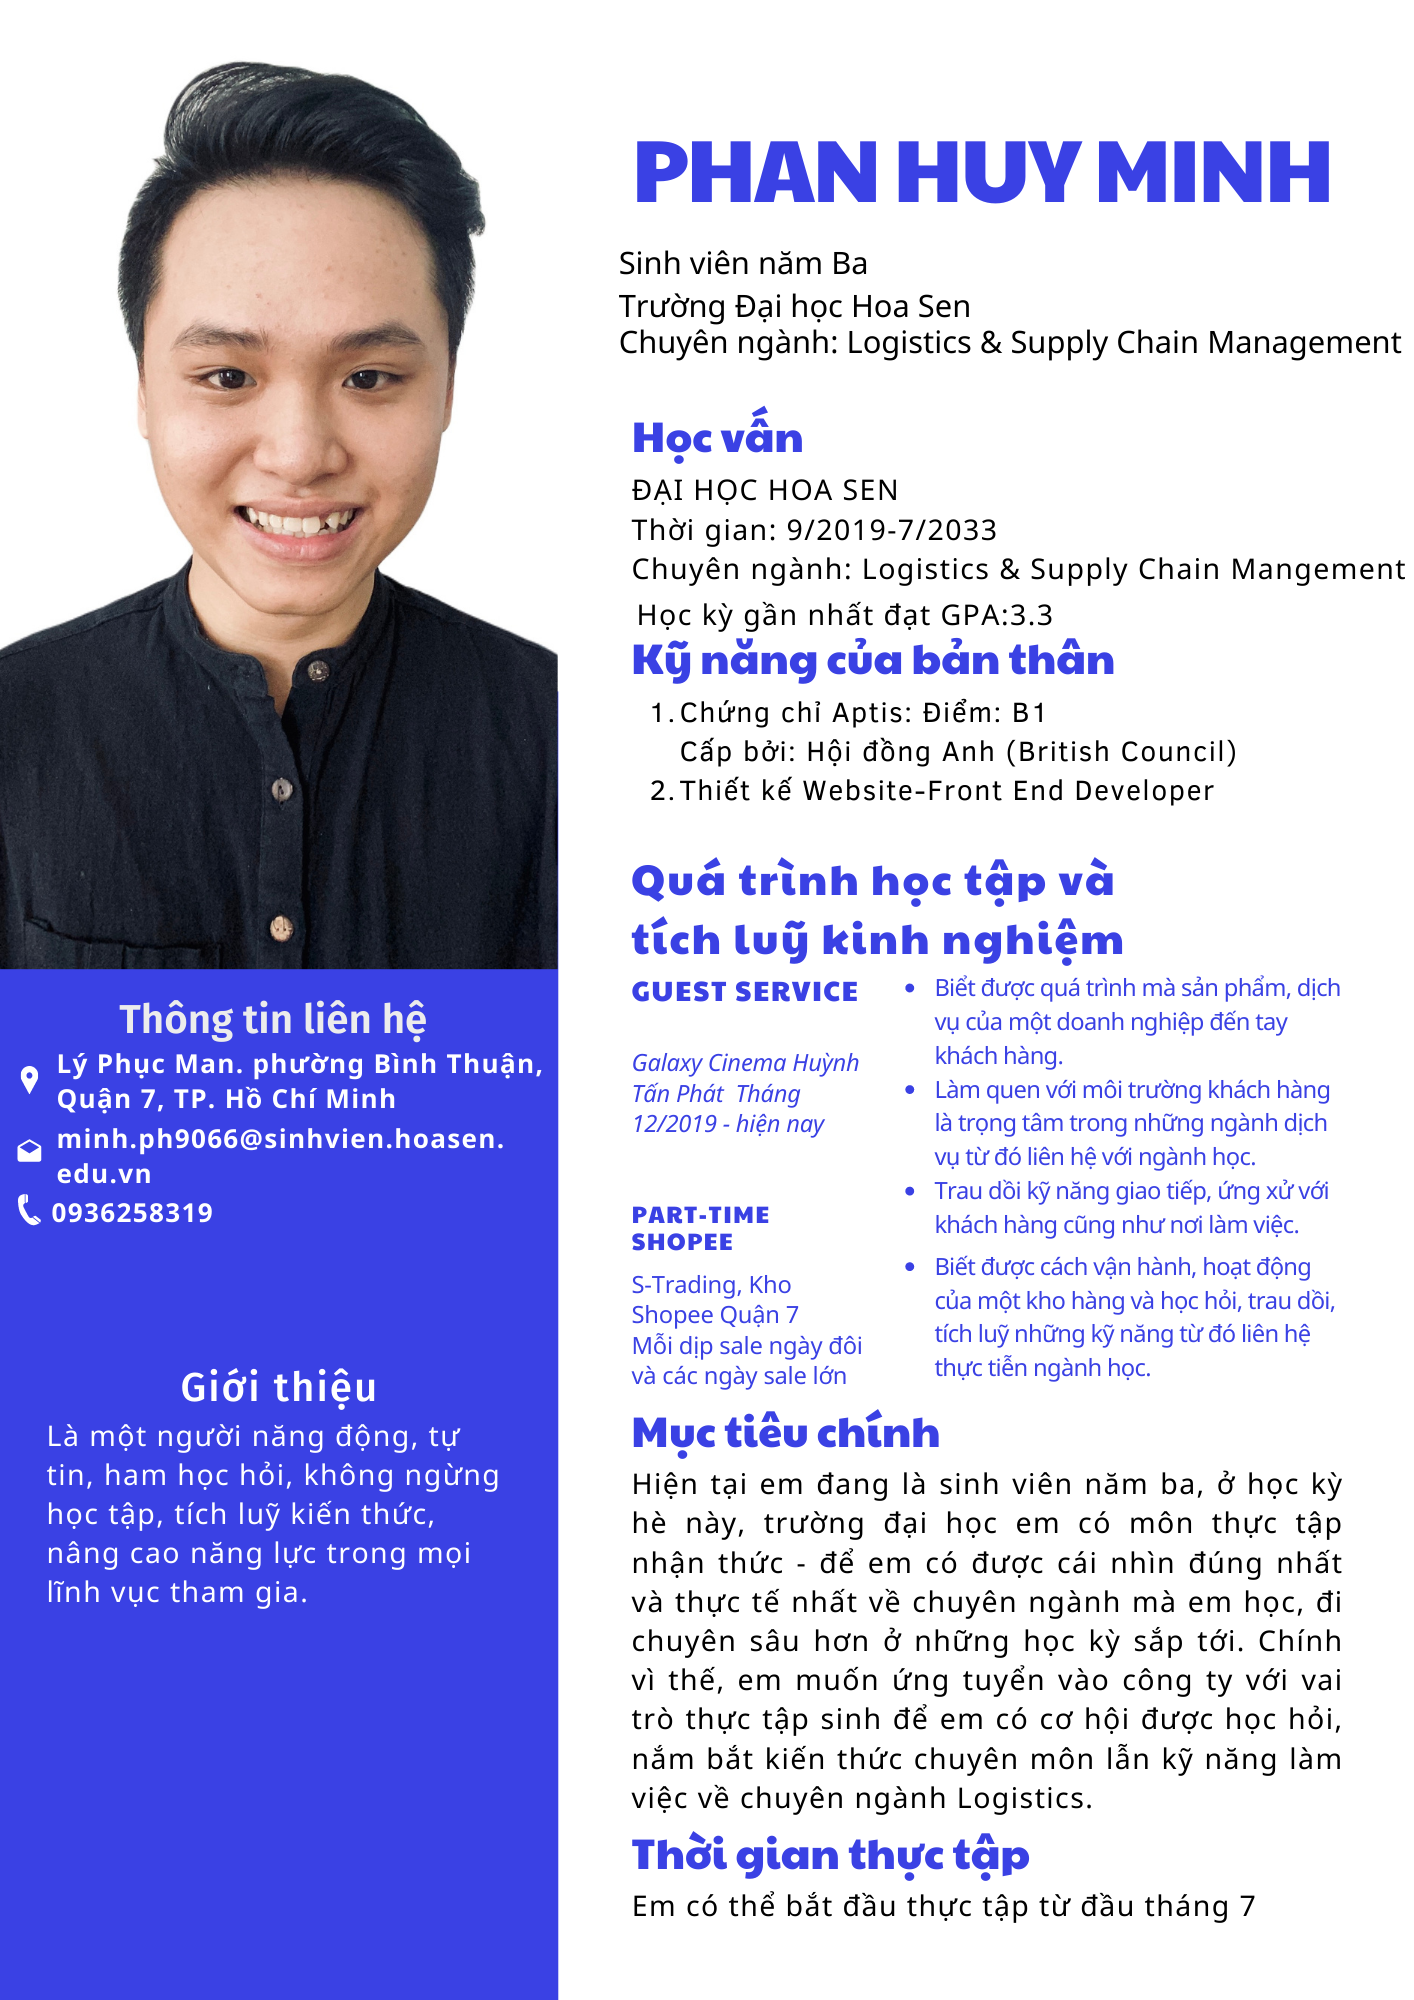 PHAN HUY MINH
Sinh viên năm Ba
Trường Đại học Hoa Sen
Chuyên ngành: Logistics & Supply Chain Management
Học vấn
ĐẠI HỌC HOA SEN
Thời gian: 9/2019-7/2033
Chuyên ngành: Logistics & Supply Chain Mangement
Học kỳ gần nhất đạt GPA:3.3
Kỹ năng của bản thân
1. Chứng chỉ Aptis: Điểm: B1
Cấp bởi: Hội đồng Anh (British Council)
2. Thiết kế Website-Front End Developer
Quá trình học tập và
tích luỹ kinh nghiệm
GUEST SERVICE
Galaxy Cinema Huỳnh
Tấn Phát Tháng
12/2019 - hiện nay
• Biết được quá trình mà sản phẩm, dịch
vụ của một doanh nghiệp đến tay
khách hàng.
• Làm quen với môi trường khách hàng
là trọng tâm trong những ngành dịch
vụ từ đó liên hệ với ngành học.
• Trau dồi kỹ năng giao tiếp, ứng xử với
khách hàng cũng như nơi làm việc.
PART-TIME
SHOPEE
S-Trading, Kho
Shopee Quận 7
Mỗi dịp sale ngày đôi
và các ngày sale lớn
• Biết được cách vận hành, hoạt động
của một kho hàng và học hỏi, trau dồi,
tích luỹ những kỹ năng từ đó liên hệ
thực tiễn ngành học.
Mục tiêu chính
Hiện tại em đang là sinh viên năm ba, ở học kỳ
hè này, trường đại học em có môn thực tập
nhận thức - để em có được cái nhìn đúng nhất
và thực tế nhất về chuyên ngành mà em học, đi
chuyên sâu hơn ở những học kỳ sắp tới. Chính
vì thế, em muốn ứng tuyển vào công ty với vai
trò thực tập sinh để em có cơ hội được học hỏi,
nắm bắt kiến thức chuyên môn lẫn kỹ năng làm
việc về chuyên ngành Logistics.
Thời gian thực tập
Em có thể bắt đầu thực tập từ đầu tháng 7
Thông tin liên hệ
Lý Phục Man. phường Bình Thuận,
Quận 7, TP. Hồ Chí Minh
minh.ph9066@sinhvien.hoasen.
edu.vn
0936258319
Giới thiệu
Là một người năng động, tự
tin, ham học hỏi, không ngừng
học tập, tích luỹ kiến thức,
nâng cao năng lực trong mọi
lĩnh vục tham gia.